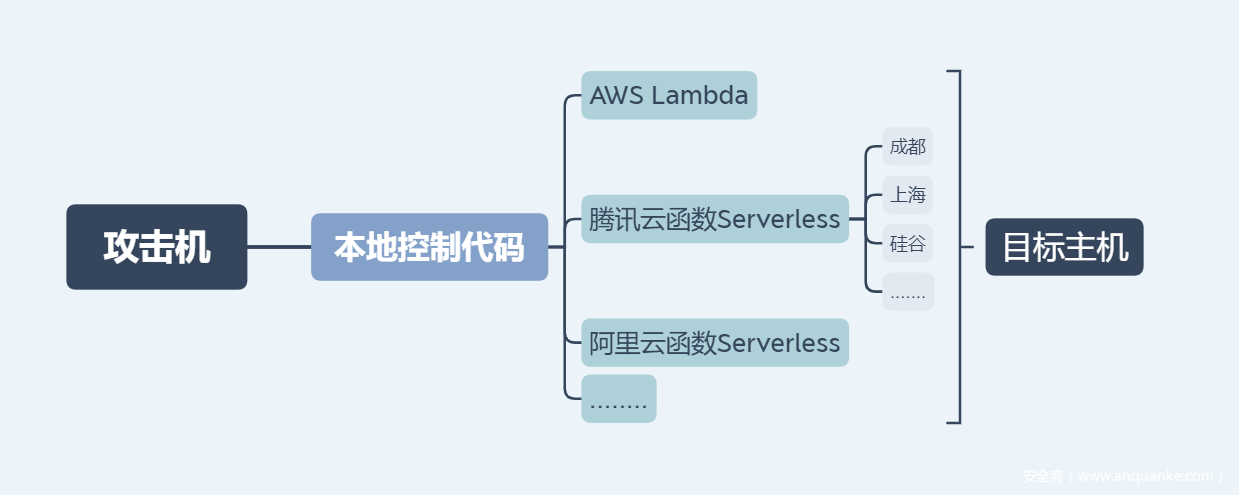 攻击机
本地控制代码
AWS Lambda
腾讯云函数Serverless
成都
上海
硅谷
.......
阿里云函数Serverless
........
目标主机
安全客（www.anquanke.com）